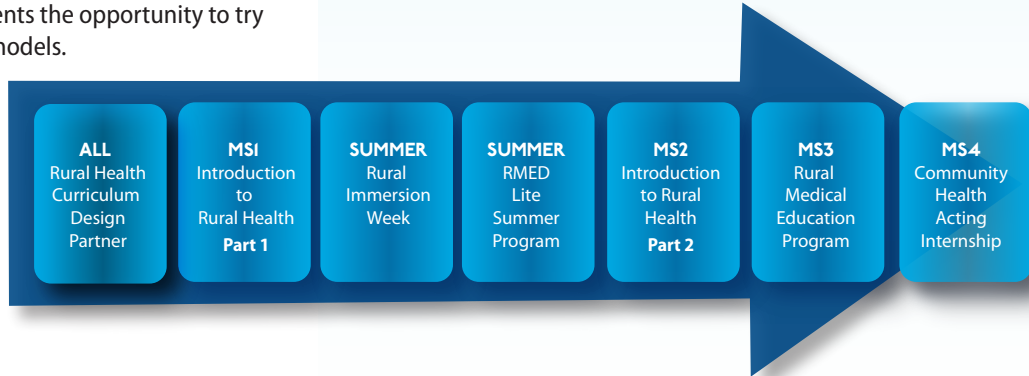 ents the opportunity to try
models.
ALL
Rural Health
Curriculum
Design
Partner
MS1
Introduction
to
Rural Health
Part 1
SUMMER
Rural
Immersion
Week
SUMMER
RMED
Lite
Summer
Program
MS2
Introduction
to Rural
Health
Part 2
MS3
Rural
Medical
Education
Program
MS4
Community
Health
Acting
Internship